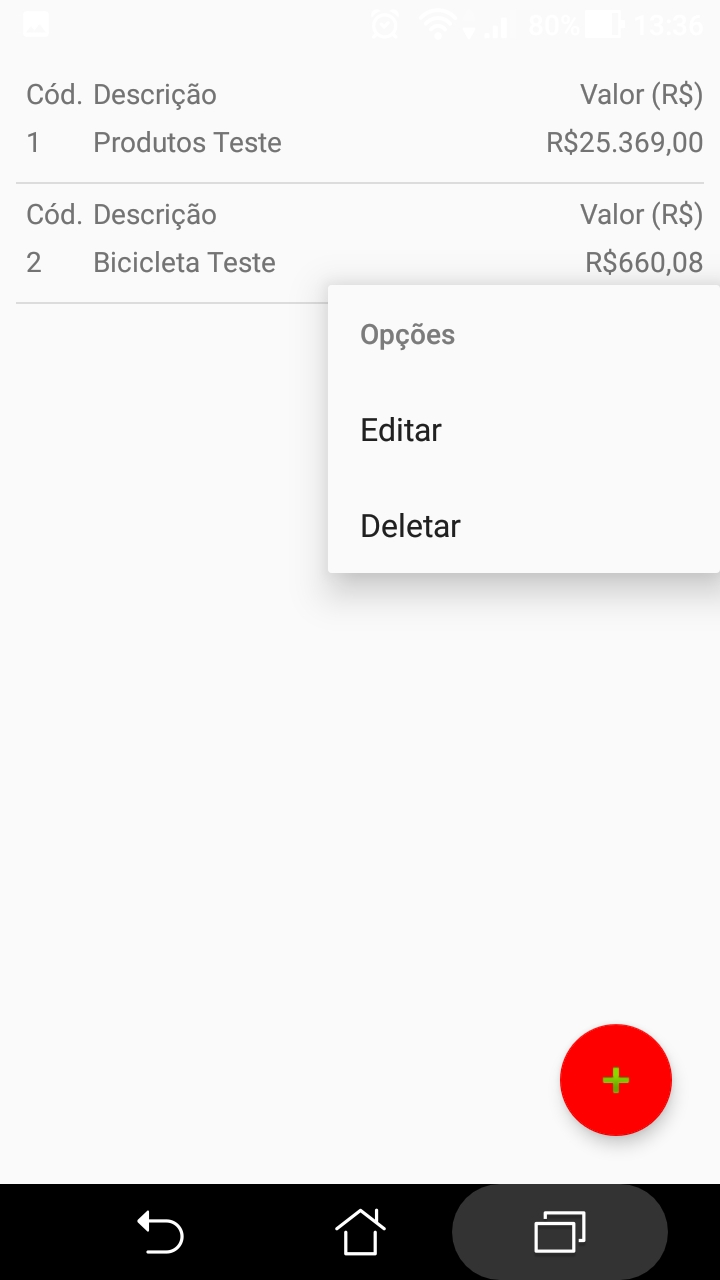 80% 13:36
Cód. Descrição Valor (R$)
1 Produtos Teste R$25.369,00
Cód. Descrição Valor (R$)
2 Bicicleta Teste R$660,08
Opções
Editar
Deletar
+